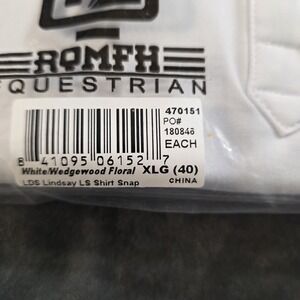 RQMFH
EQUESTRIAN
470151
PO#
180846
EACH
8 41095 06152 7
White/Wedgewood Floral XLG (40)
LDS Lindsay LS Shirt Snap CHINA